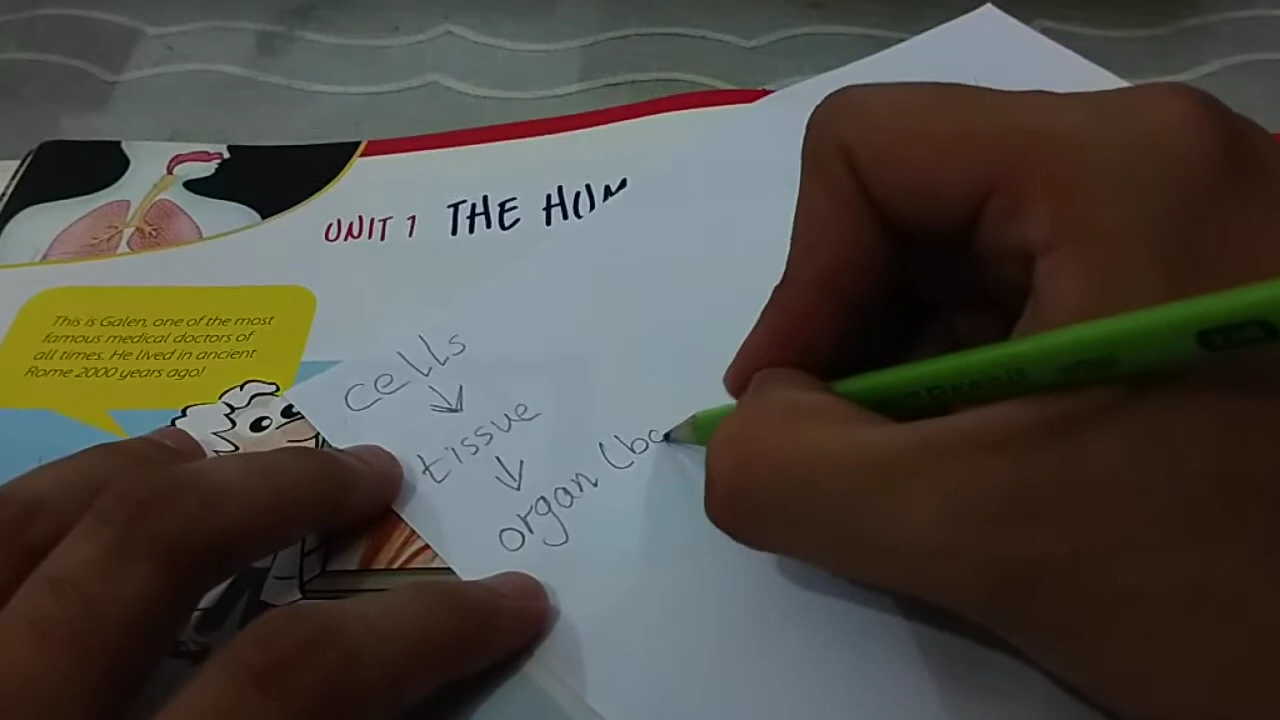 UNIT 1 THE HUM
This is Galen, one of the most
famous medical doctors of
all times. He lived in ancient
Rome 2000 years ago!
cells
tissue
organ (bo